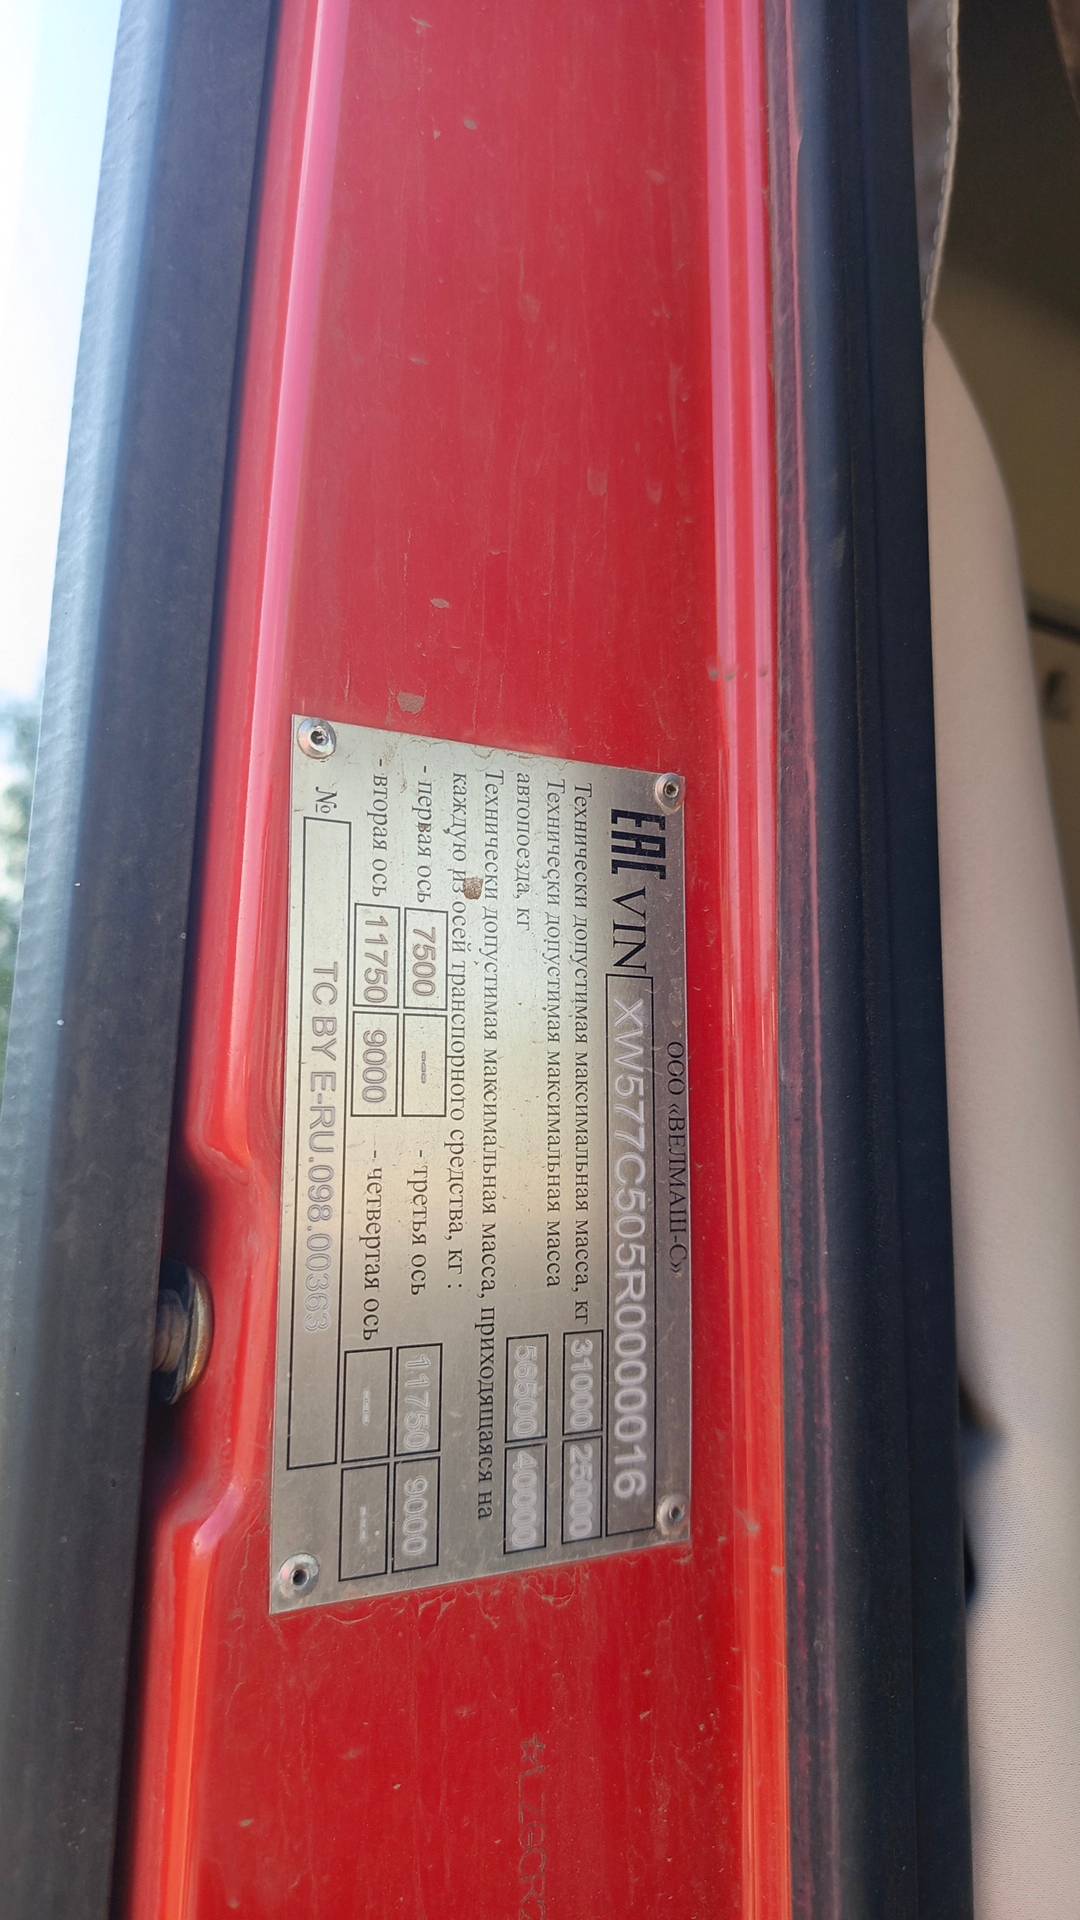 ООО «ВЕЛМАШ-С»
EAC VIN XW577C505R0000016
Технически допустимая максимальная масса, кг 31000 25000
Технически допустимая максимальная масса
автопоезда, кг 56500 40000
Технически допустимая максимальная масса, приходящаяся на
каждую из осей транспорного средства, кг :
- первая ось 7500 --- - третья ось 11750 9000
- вторая ось 11750 9000 - четвертая ось --- ---
№ ТС BY E-RU.098.00363